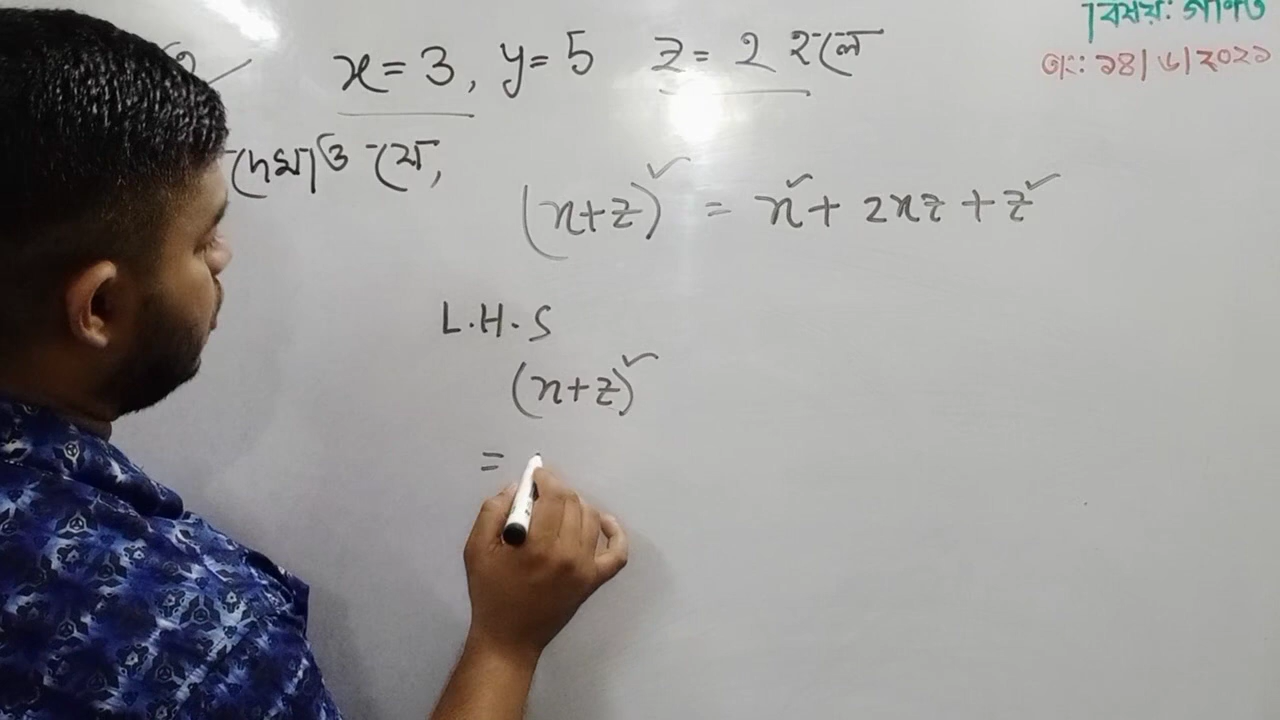 বিষয়: গণিত
তাং: ১৪/৬/২০২১
x = 3, y = 5 z = 2 হলে
দেখাও যে,
(x+z)² = x² + 2xz + z²
L.H.S
(x+z)²
=